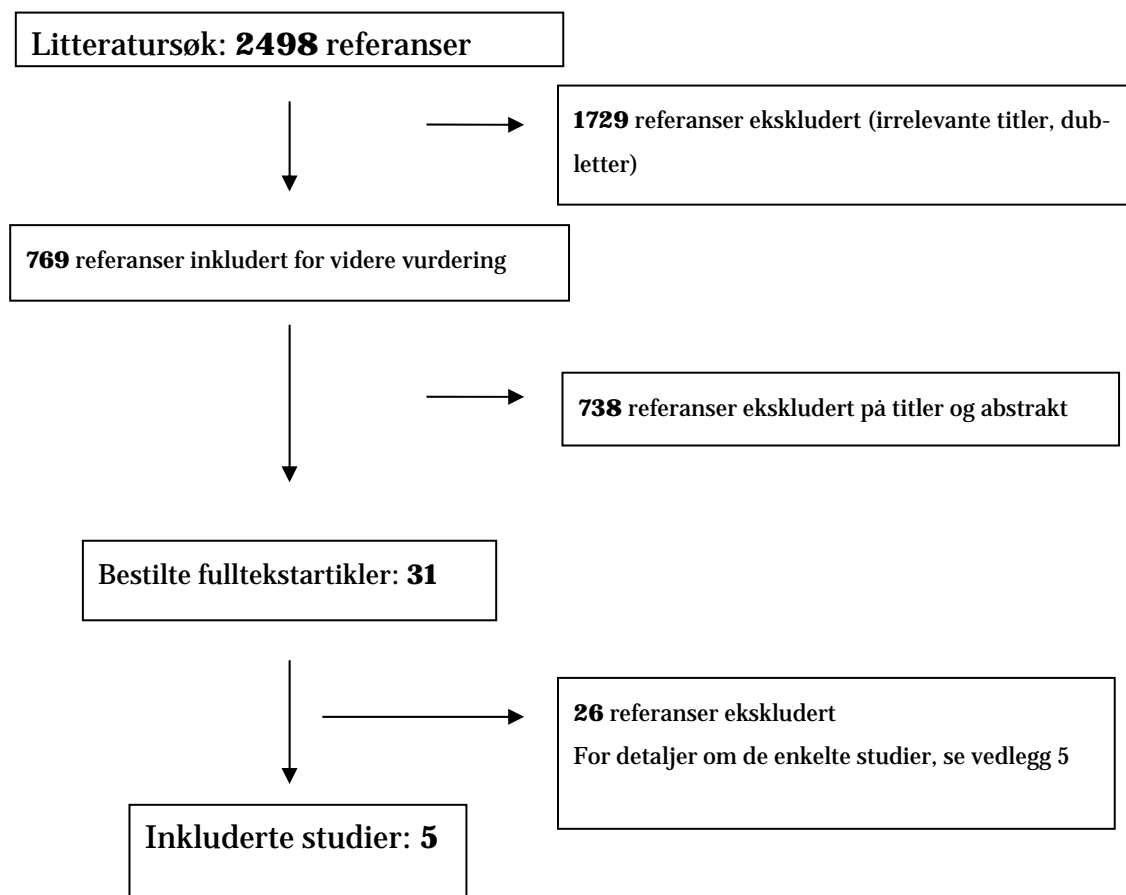 Litteratursøk: 2498 referanser
1729 referanser ekskludert (irrelevante titler, dub-
letter)
769 referanser inkludert for videre vurdering
738 referanser ekskludert på titler og abstrakt
Bestilte fulltekstartikler: 31
26 referanser ekskludert
For detaljer om de enkelte studier, se vedlegg 5
Inkluderte studier: 5